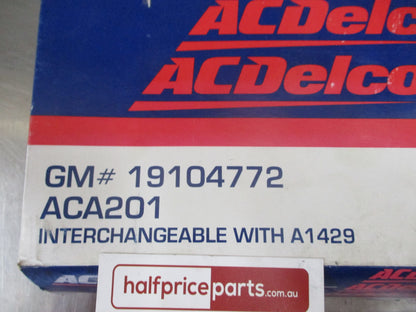 ACDelco
ACDelco
GM# 19104772
ACA201
INTERCHANGEABLE WITH A1429
halfpriceparts.com.au